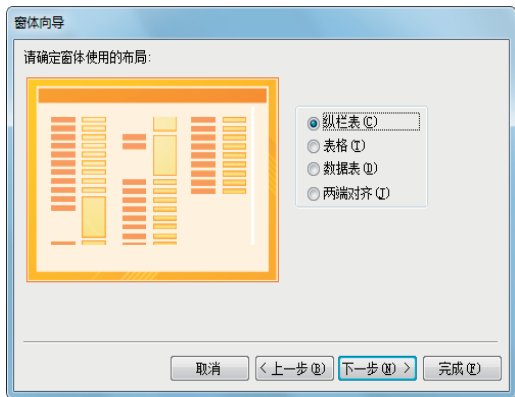 窗体向导
请确定窗体使用的布局:
纵栏表(C)
表格(T)
数据表(D)
两端对齐(J)
取消
< 上一步(B)
下一步(N) >
完成(F)